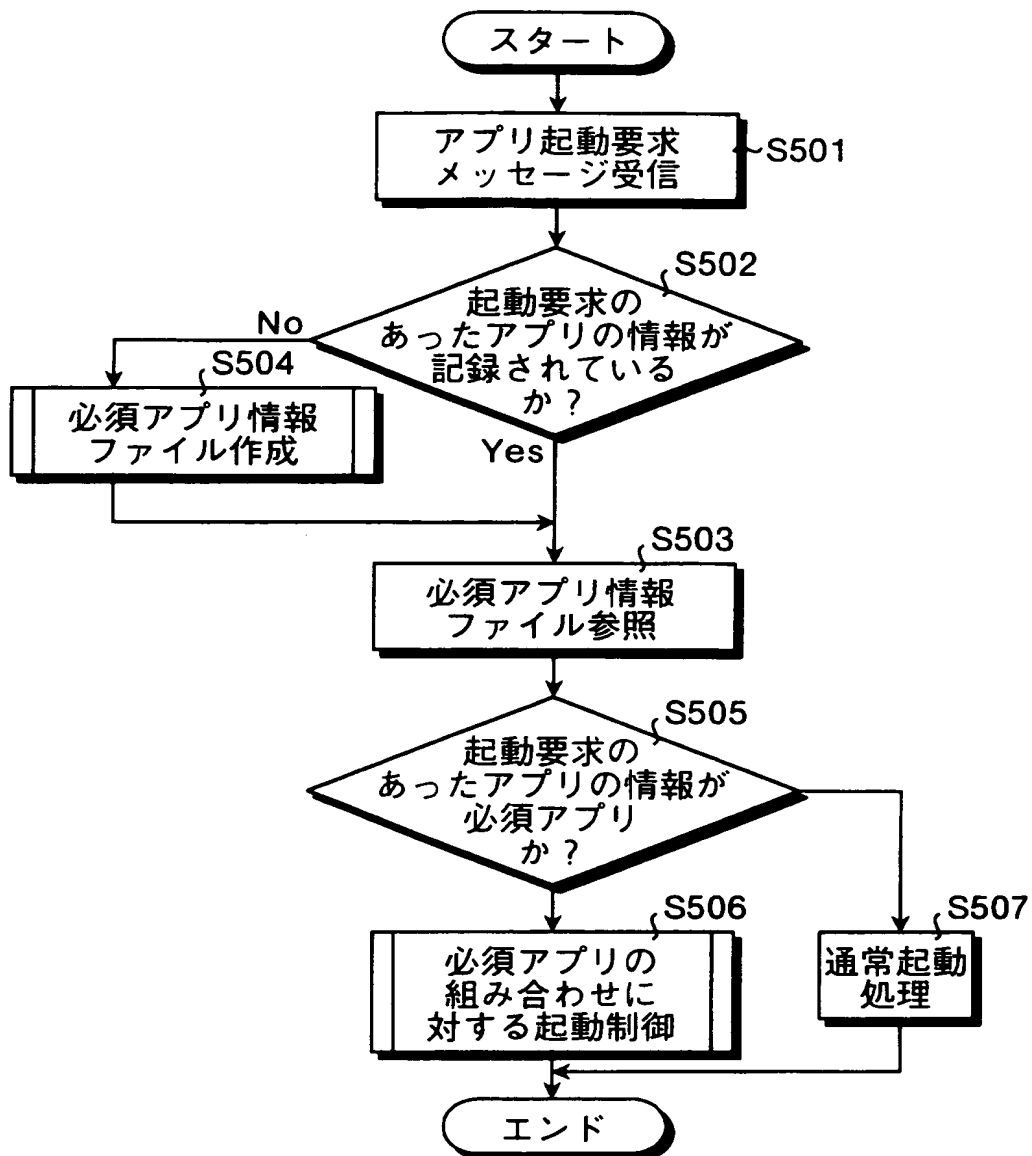 スタート
アプリ起動要求
メッセージ受信
S501
S502
起動要求の
あったアプリの情報が
記録されている
か？
No
Yes
S504
必須アプリ情報
ファイル作成
S503
必須アプリ情報
ファイル参照
S505
起動要求の
あったアプリの情報が
必須アプリ
か？
S506
必須アプリの
組み合わせに
対する起動制御
S507
通常起動
処理
エンド